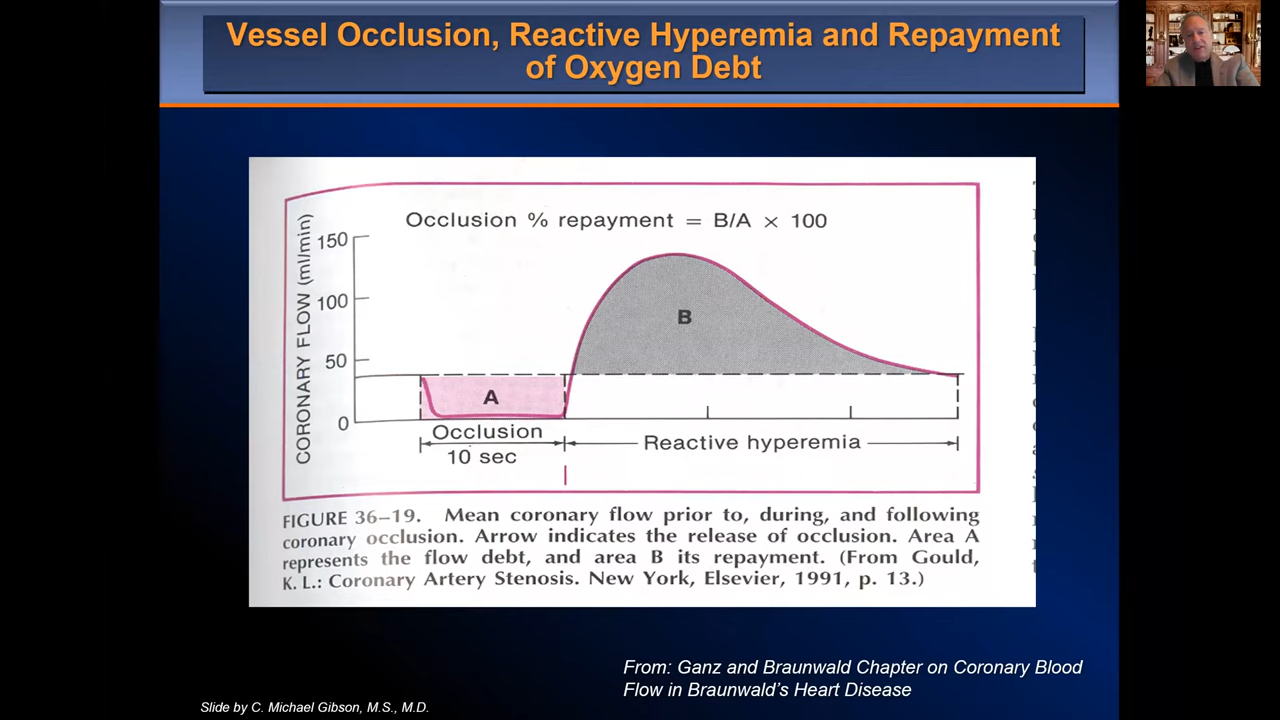 Vessel Occlusion, Reactive Hyperemia and Repayment
of Oxygen Debt
Occlusion % repayment = B/A × 100
CORONARY FLOW (ml/min)
150
100
50
0
A
B
Occlusion
10 sec
Reactive hyperemia
FIGURE 36–19. Mean coronary flow prior to, during, and following
coronary occlusion. Arrow indicates the release of occlusion. Area A
represents the flow debt, and area B its repayment. (From Gould,
K. L.: Coronary Artery Stenosis. New York, Elsevier, 1991, p. 13.)
From: Ganz and Braunwald Chapter on Coronary Blood
Flow in Braunwald's Heart Disease
Slide by C. Michael Gibson, M.S., M.D.